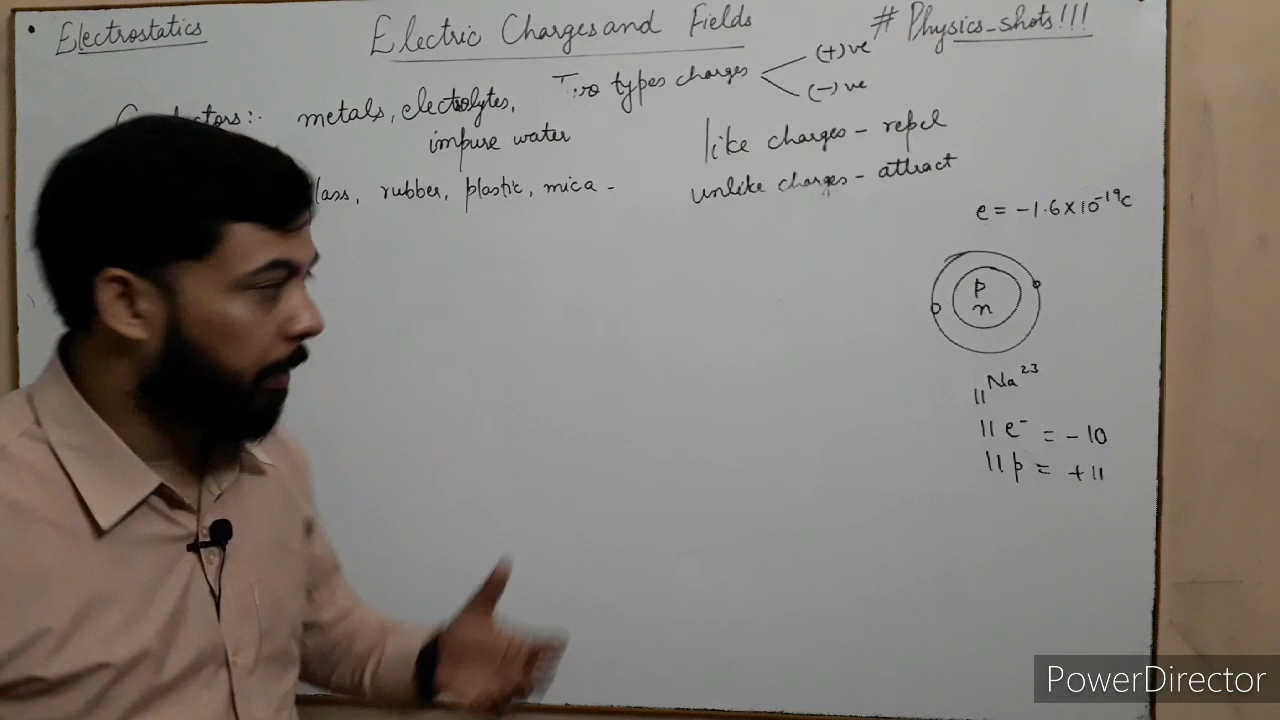 Electrostatics
Electric Charges and Fields
# Physics-shots!!!
metals, electrolytes,
impure water
rubber, plastic, mica -
Two types charges
(+)ve
(-)ve
like charges - repel
unlike charges - attract
e = -1.6×10⁻¹⁹C
p
n
₁₁Na²³
11 e⁻ = -10
11 p = +11
PowerDirector